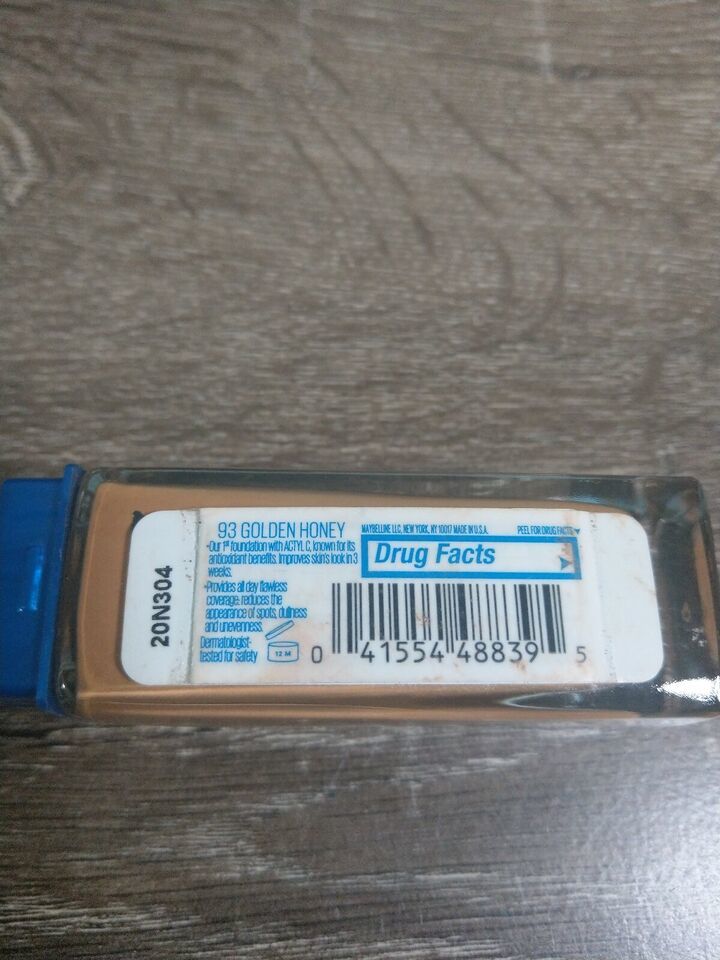 20N304
93 GOLDEN HONEY
•Our 1st foundation with ACTYL C, known for its
antioxidant benefits. Improves skin's look in 3
weeks.
•Provides all day flawless
coverage: reduces the
appearance of spots, dullness
and unevenness.
Dermatologist-
tested for safety
12 M
MAYBELLINE LLC, NEW YORK, NY 10017 MADE IN U.S.A.
PEEL FOR DRUG FACTS
Drug Facts
0 41554 48839 5